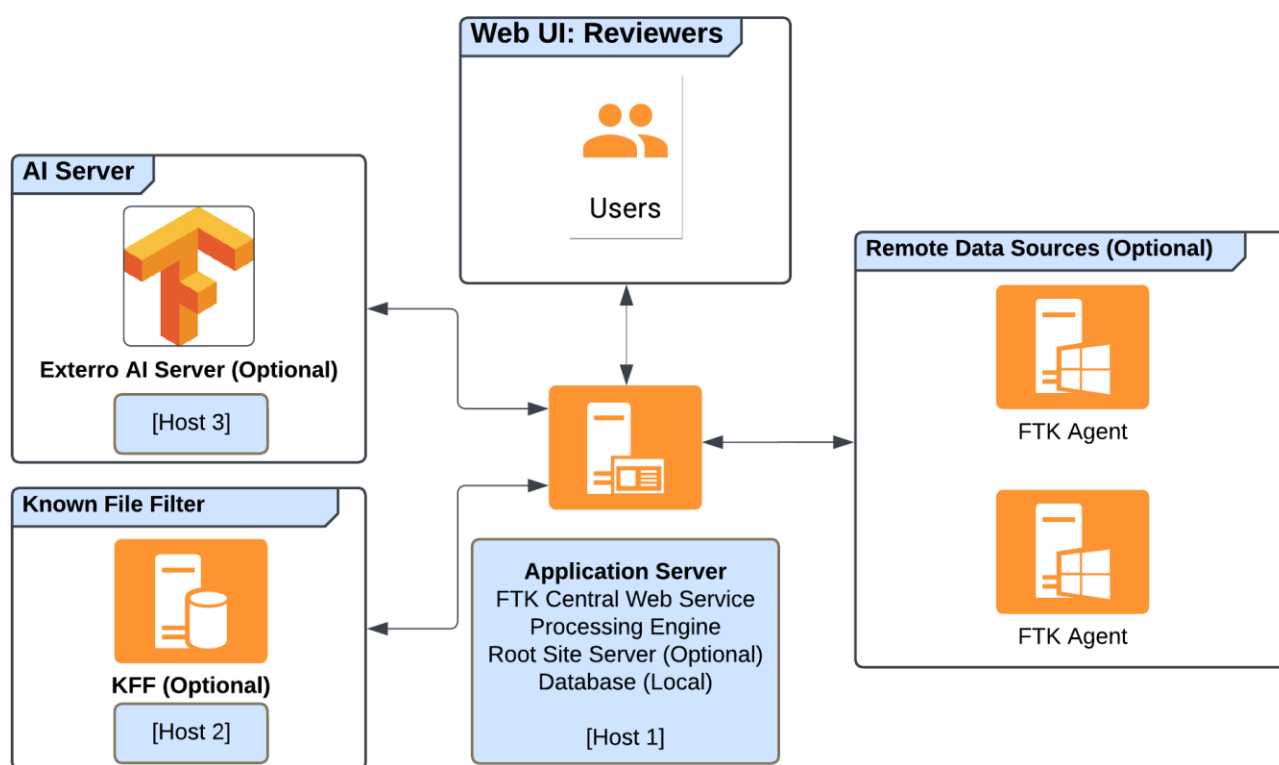 Web UI: Reviewers
Users
AI Server
Exterro AI Server (Optional)
[Host 3]
Known File Filter
KFF (Optional)
[Host 2]
Application Server
FTK Central Web Service
Processing Engine
Root Site Server (Optional)
Database (Local)
[Host 1]
Remote Data Sources (Optional)
FTK Agent
FTK Agent